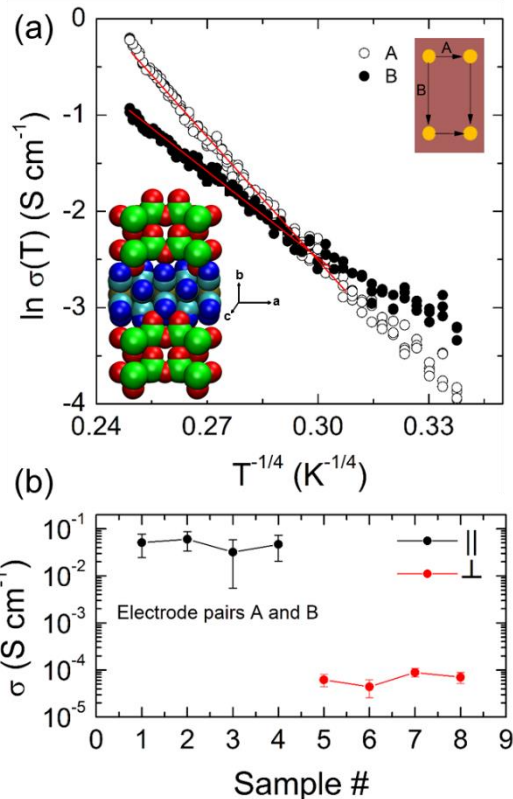 (a)
0
-1
-2
-3
-4
ln σ(T) (S cm⁻¹)
A
B
A
B
b
a
c
0.24 0.27 0.30 0.33
T⁻¹/⁴ (K⁻¹/⁴)
(b)
10⁻¹
10⁻²
10⁻³
10⁻⁴
10⁻⁵
σ (S cm⁻¹)
||
⊥
Electrode pairs A and B
0 1 2 3 4 5 6 7 8 9
Sample #